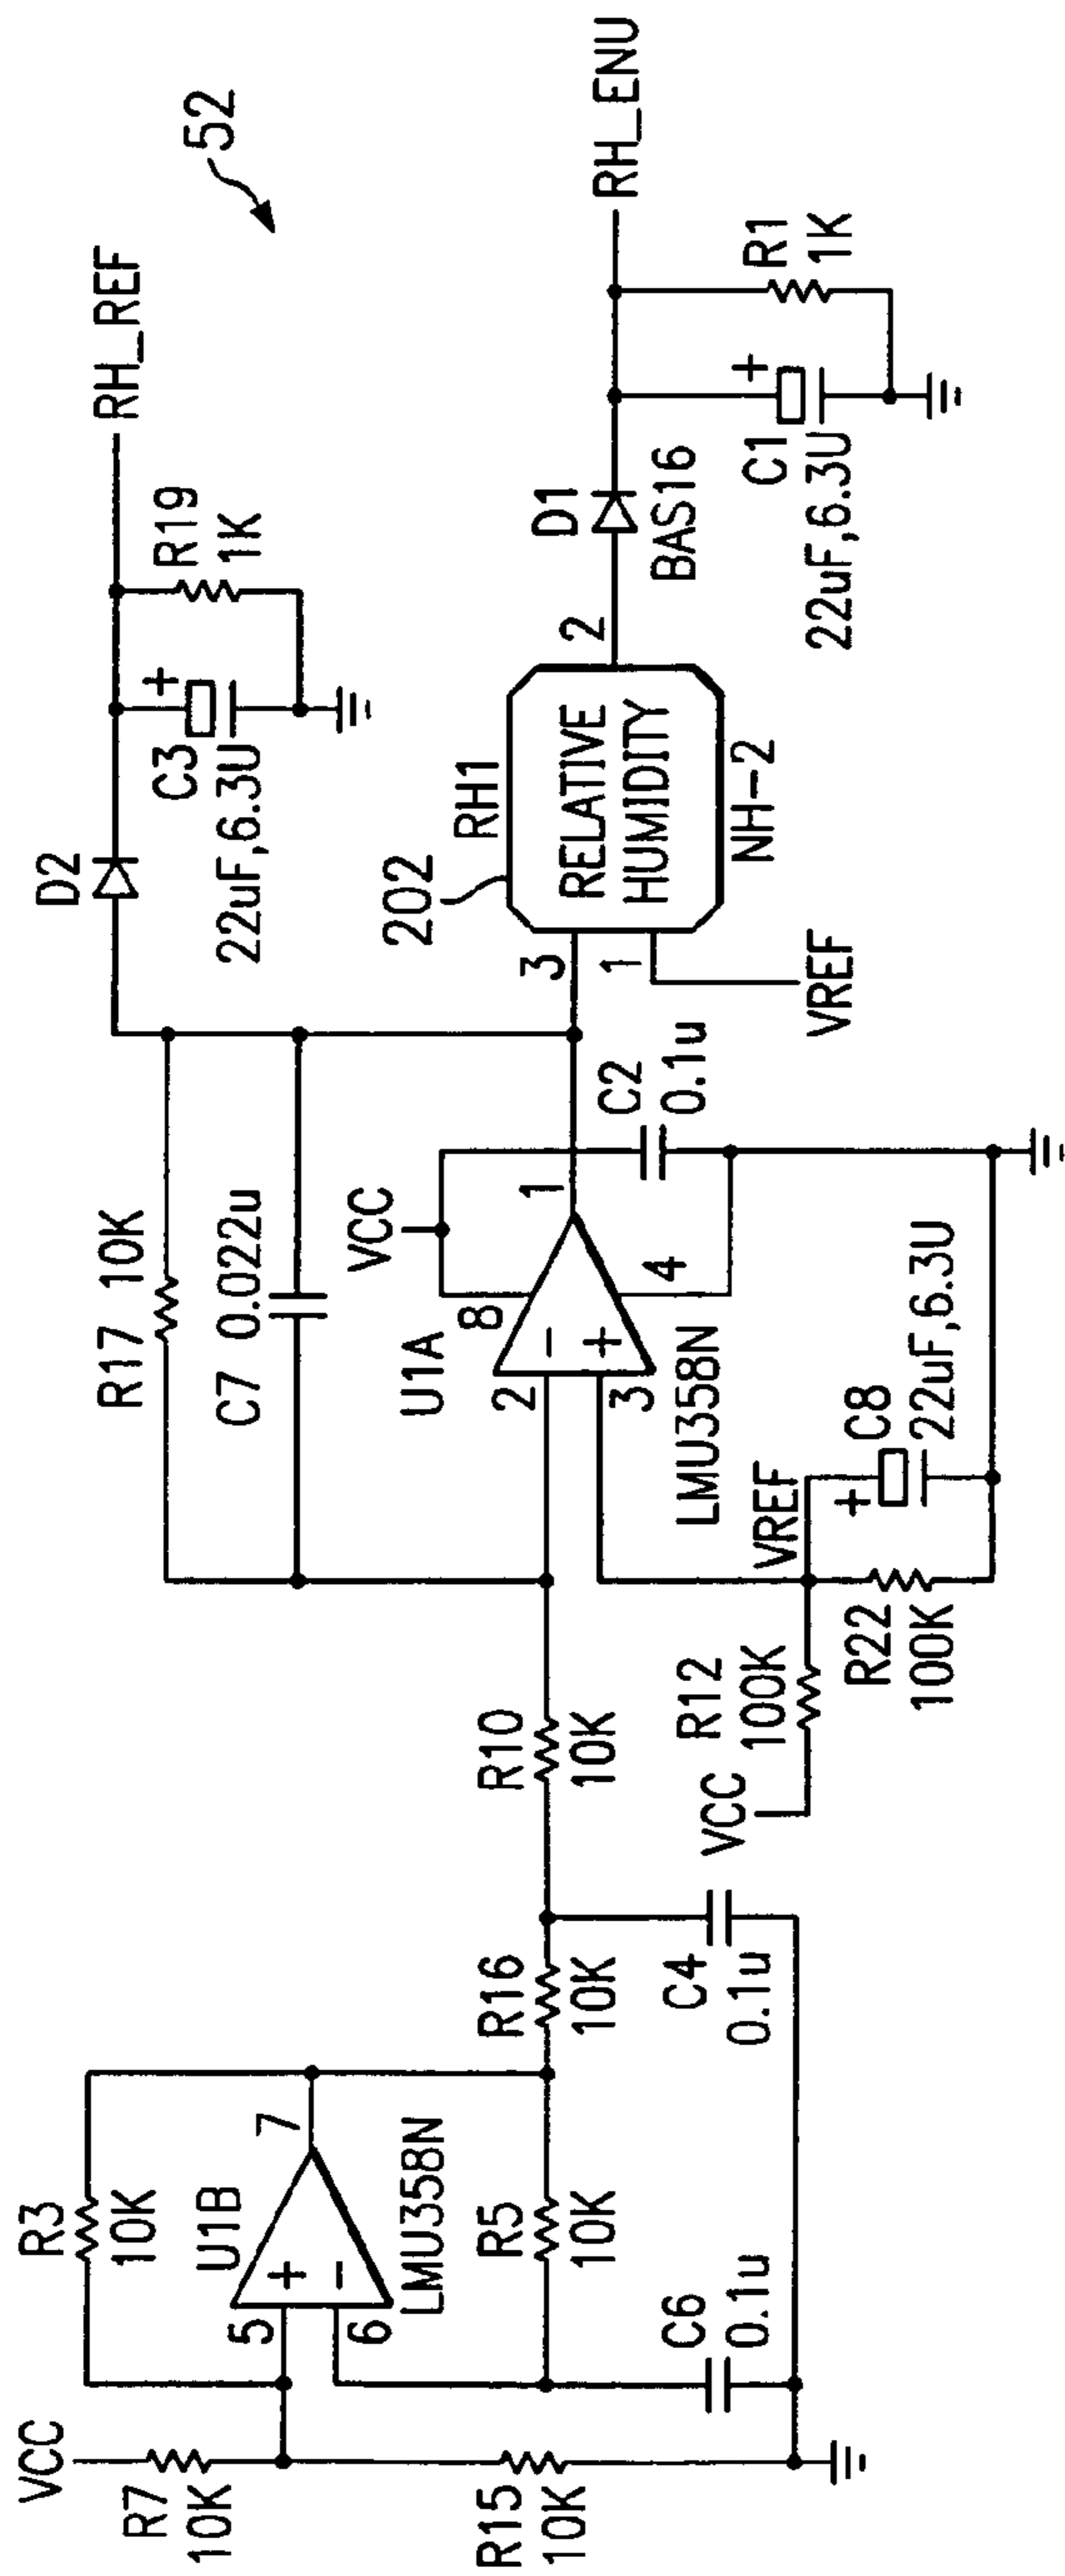 52
VCC
R7
10K
R15
10K
R3
10K
U1B
5
6
7
+
−
LMU358N
R5
10K
C6
0.1u
R16
10K
C4
0.1u
R10
10K
VCC
R12
100K
R22
100K
VREF
+
C8
22uF,6.3U
R17 10K
C7 0.022u
U1A
2
3
8
4
1
−
+
LMU358N
VCC
C2
0.1u
D2
C3
+
22uF,6.3U
R19
1K
RH_REF
202
RH1
3
1
2
RELATIVE
HUMIDITY
NH-2
VREF
D1
BAS16
C1
+
22uF,6.3U
R1
1K
RH_ENU